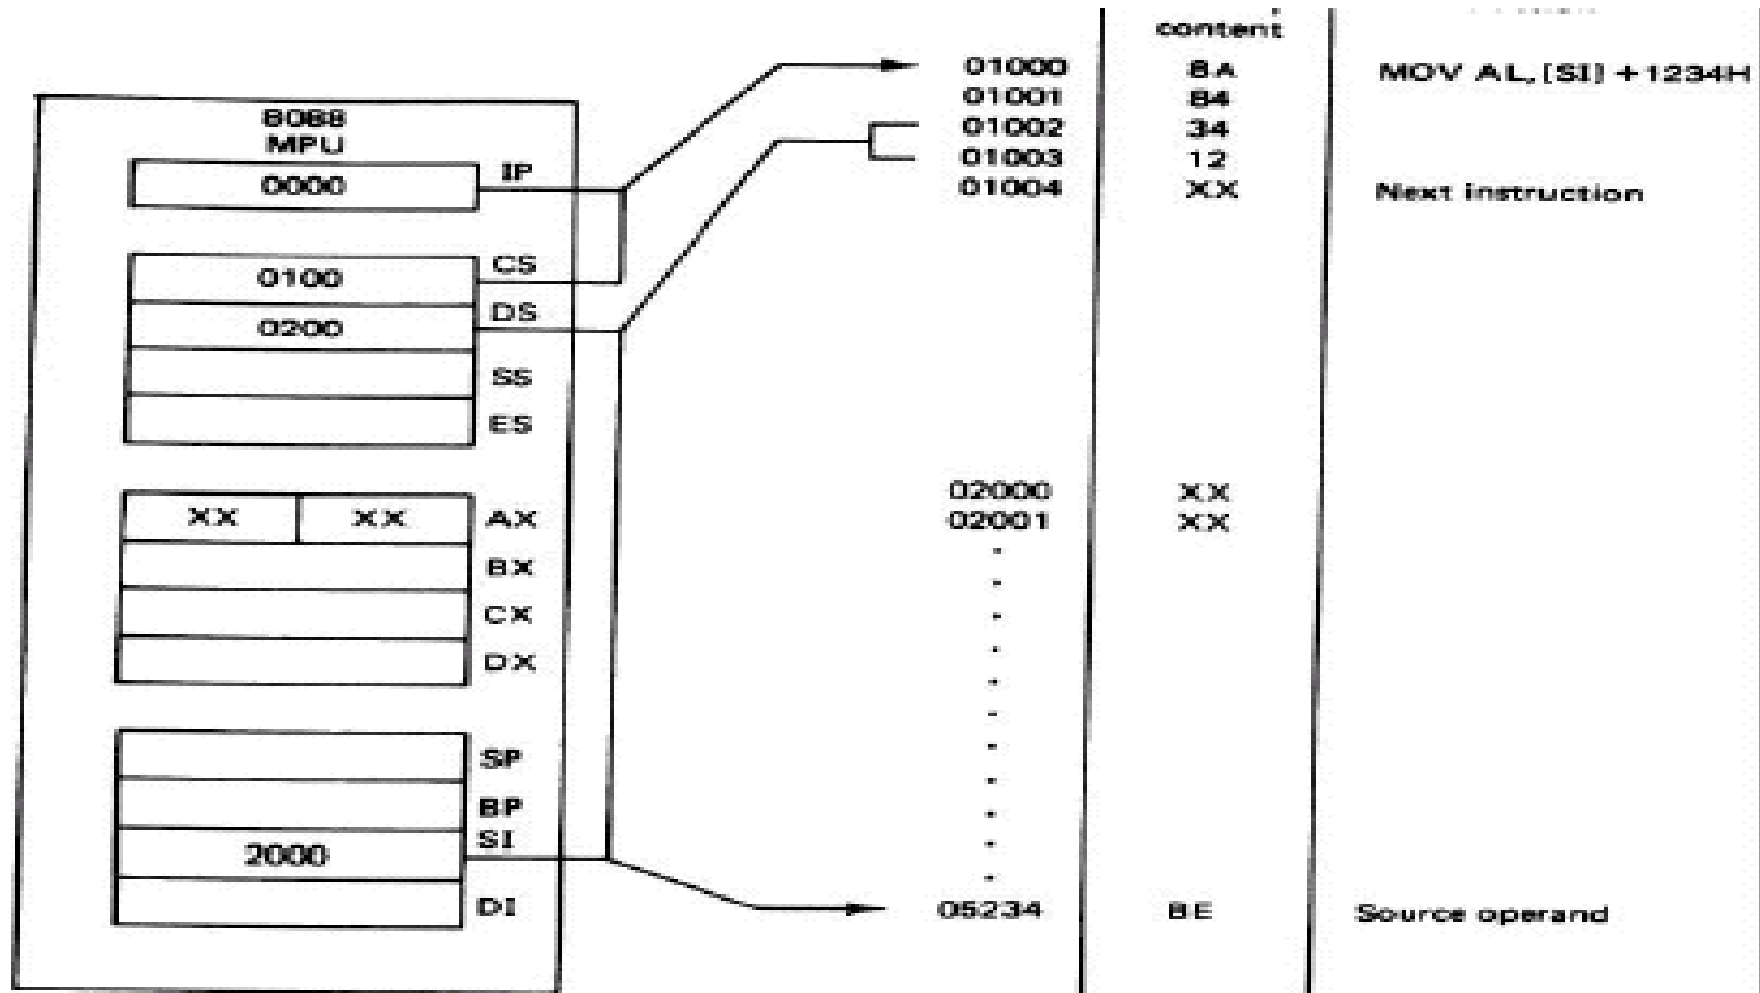 content
8088
MPU
IP
0000
CS
0100
DS
0200
SS
ES
XX XX AX
BX
CX
DX
SP
BP
SI
2000
DI
01000 8A MOV AL, [SI] + 1234H
01001 84
01002 34
01003 12
01004 XX Next instruction
02000 XX
02001 XX
05234 BE Source operand